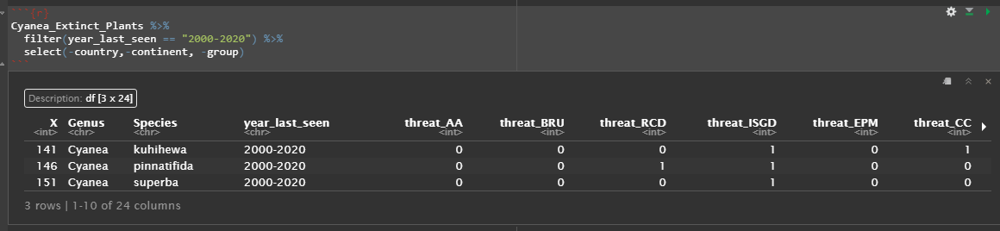 ```{r}
Cyanea_Extinct_Plants %>%
filter(year_last_seen == "2000-2020") %>%
select(-country,-continent, -group)
```
Description: df [3 x 24]
X Genus Species year_last_seen threat_AA threat_BRU threat_RCD threat_ISGD threat_EPM threat_CC
<int> <chr> <chr> <chr> <int> <int> <int> <int> <int> <int>
141 Cyanea kuhihewa 2000-2020 0 0 0 1 0 1
146 Cyanea pinnatifida 2000-2020 0 0 1 1 0 0
151 Cyanea superba 2000-2020 0 0 0 1 0 0
3 rows | 1-10 of 24 columns